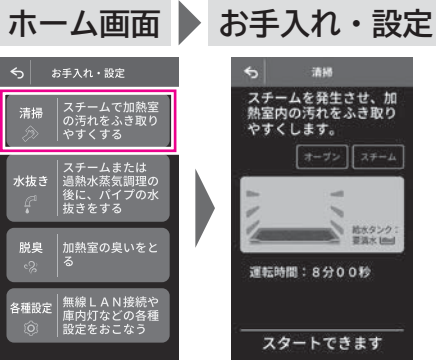 ホーム画面
お手入れ・設定
お手入れ・設定
清掃
スチームで加熱室
の汚れをふき取り
やすくする
水抜き
スチームまたは
過熱水蒸気調理の
後に、パイプの水
抜きをする
脱臭
加熱室の臭いをと
る
各種設定
無線ＬＡＮ接続や
庫内灯などの各種
設定をおこなう
清掃
スチームを発生させ、加
熱室内の汚れをふき取り
やすくします。
オーブン
スチーム
給水タンク：
要満水
運転時間：８分００秒
スタートできます